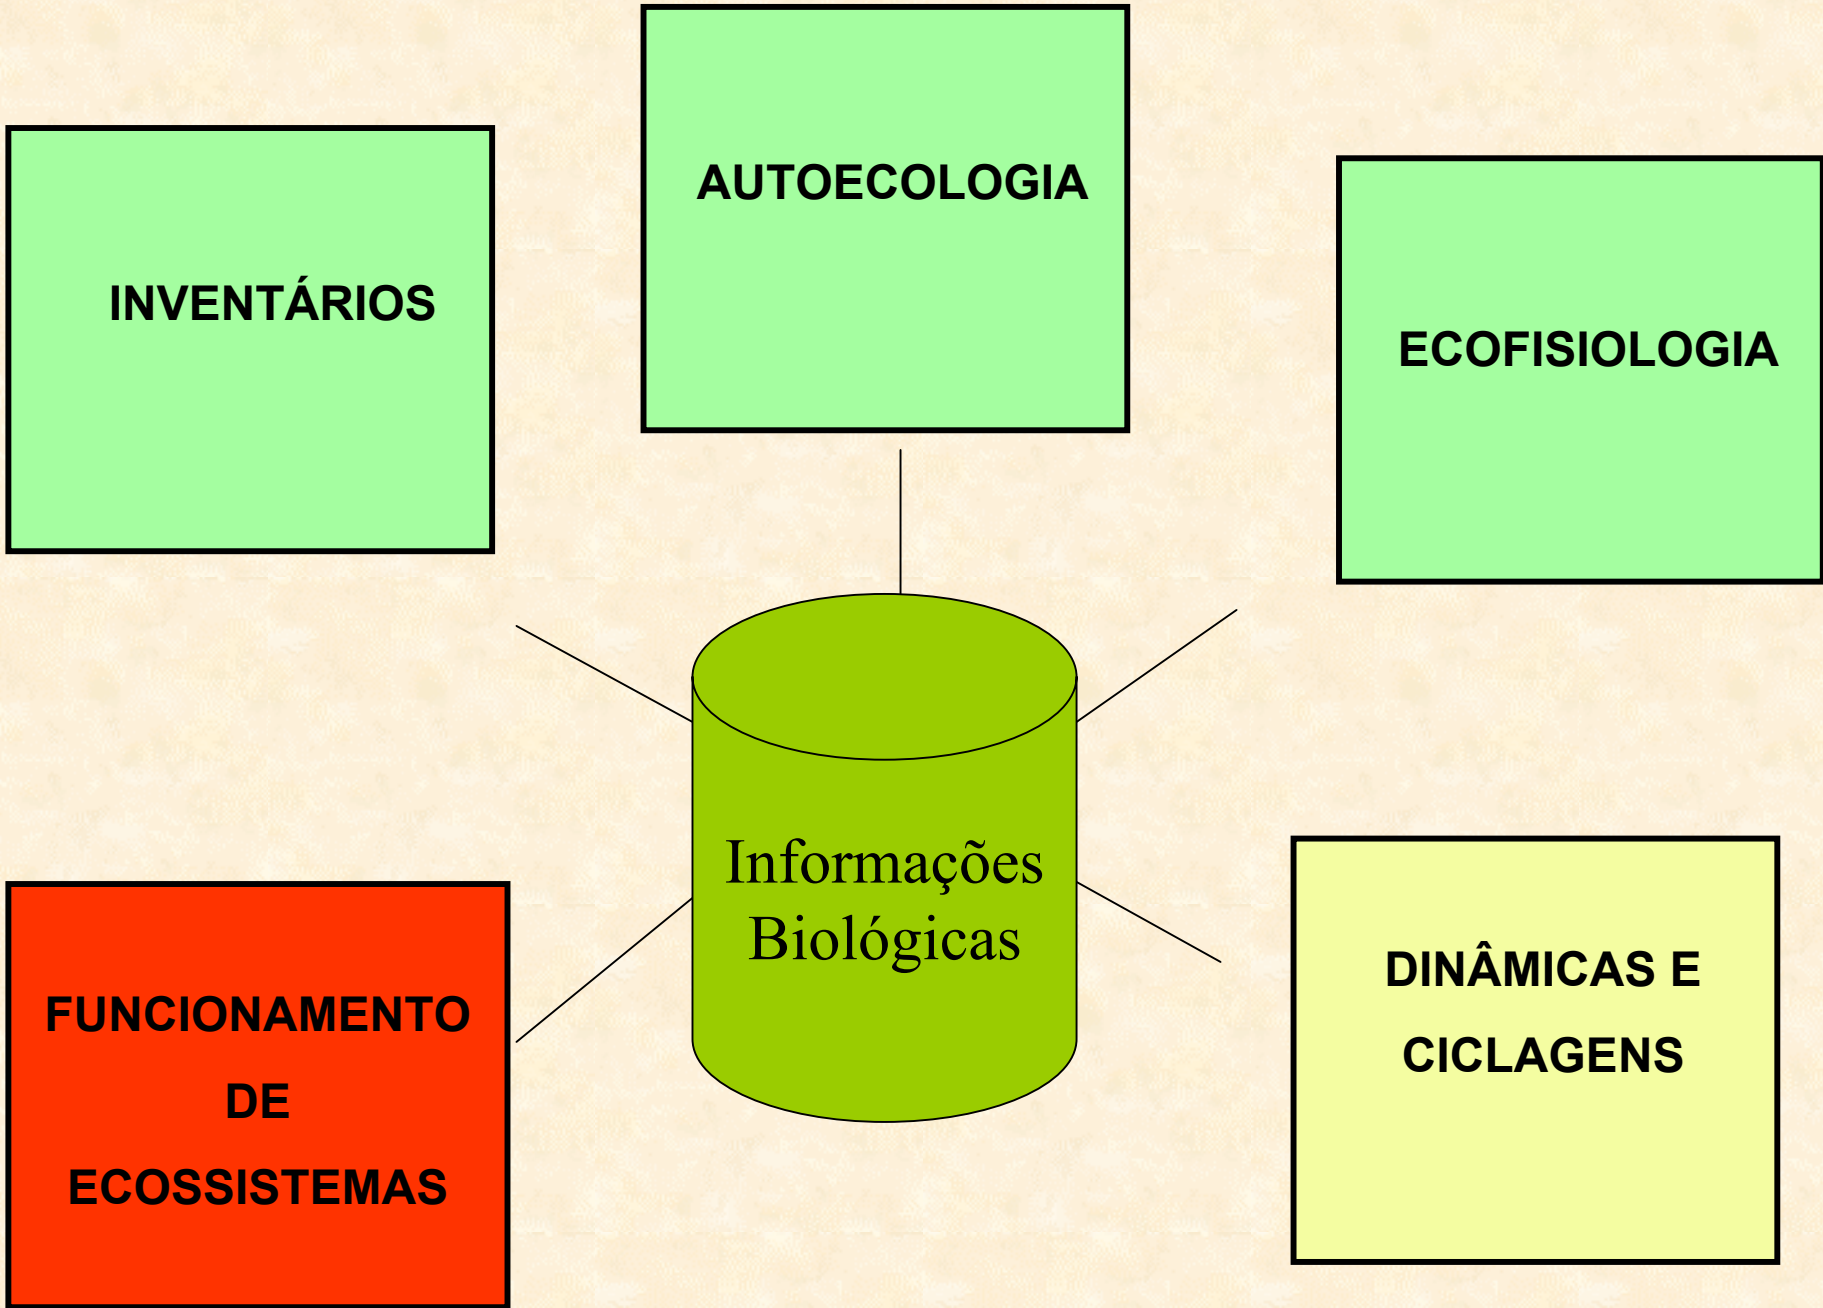 AUTOECOLOGIA
INVENTÁRIOS
ECOFISIOLOGIA
Informações
Biológicas
FUNCIONAMENTO
DE
ECOSSISTEMAS
DINÂMICAS E
CICLAGENS